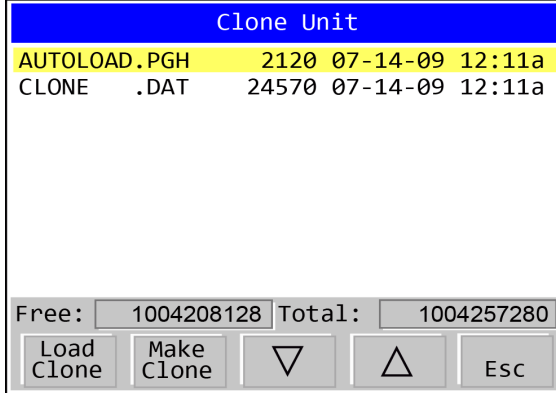 Clone Unit
AUTOLOAD.PGH 2120 07-14-09 12:11a
CLONE .DAT 24570 07-14-09 12:11a
Free: 1004208128 Total: 1004257280
Load Clone Make Clone Esc